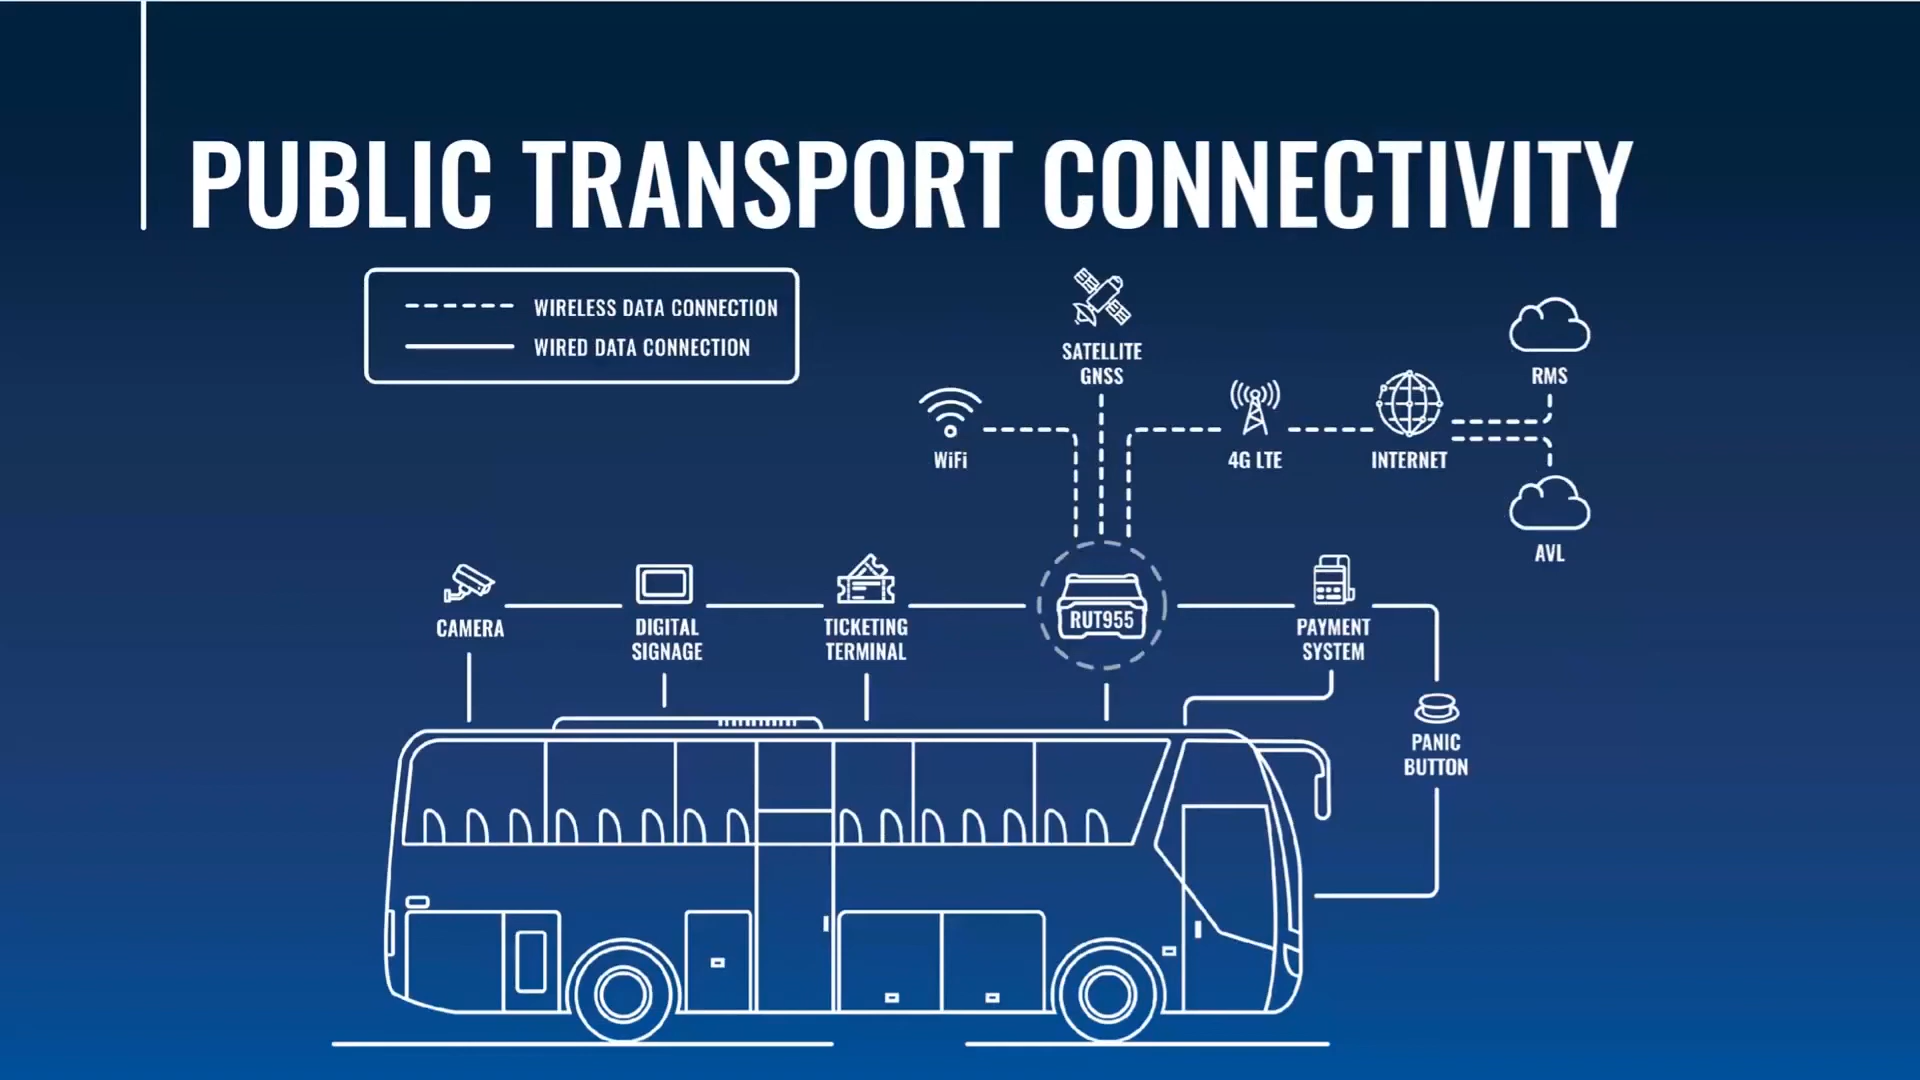 PUBLIC TRANSPORT CONNECTIVITY
WIRELESS DATA CONNECTION
WIRED DATA CONNECTION
SATELLITE
GNSS
RMS
WiFi
4G LTE
INTERNET
AVL
CAMERA
DIGITAL
SIGNAGE
TICKETING
TERMINAL
RUT955
PAYMENT
SYSTEM
PANIC
BUTTON